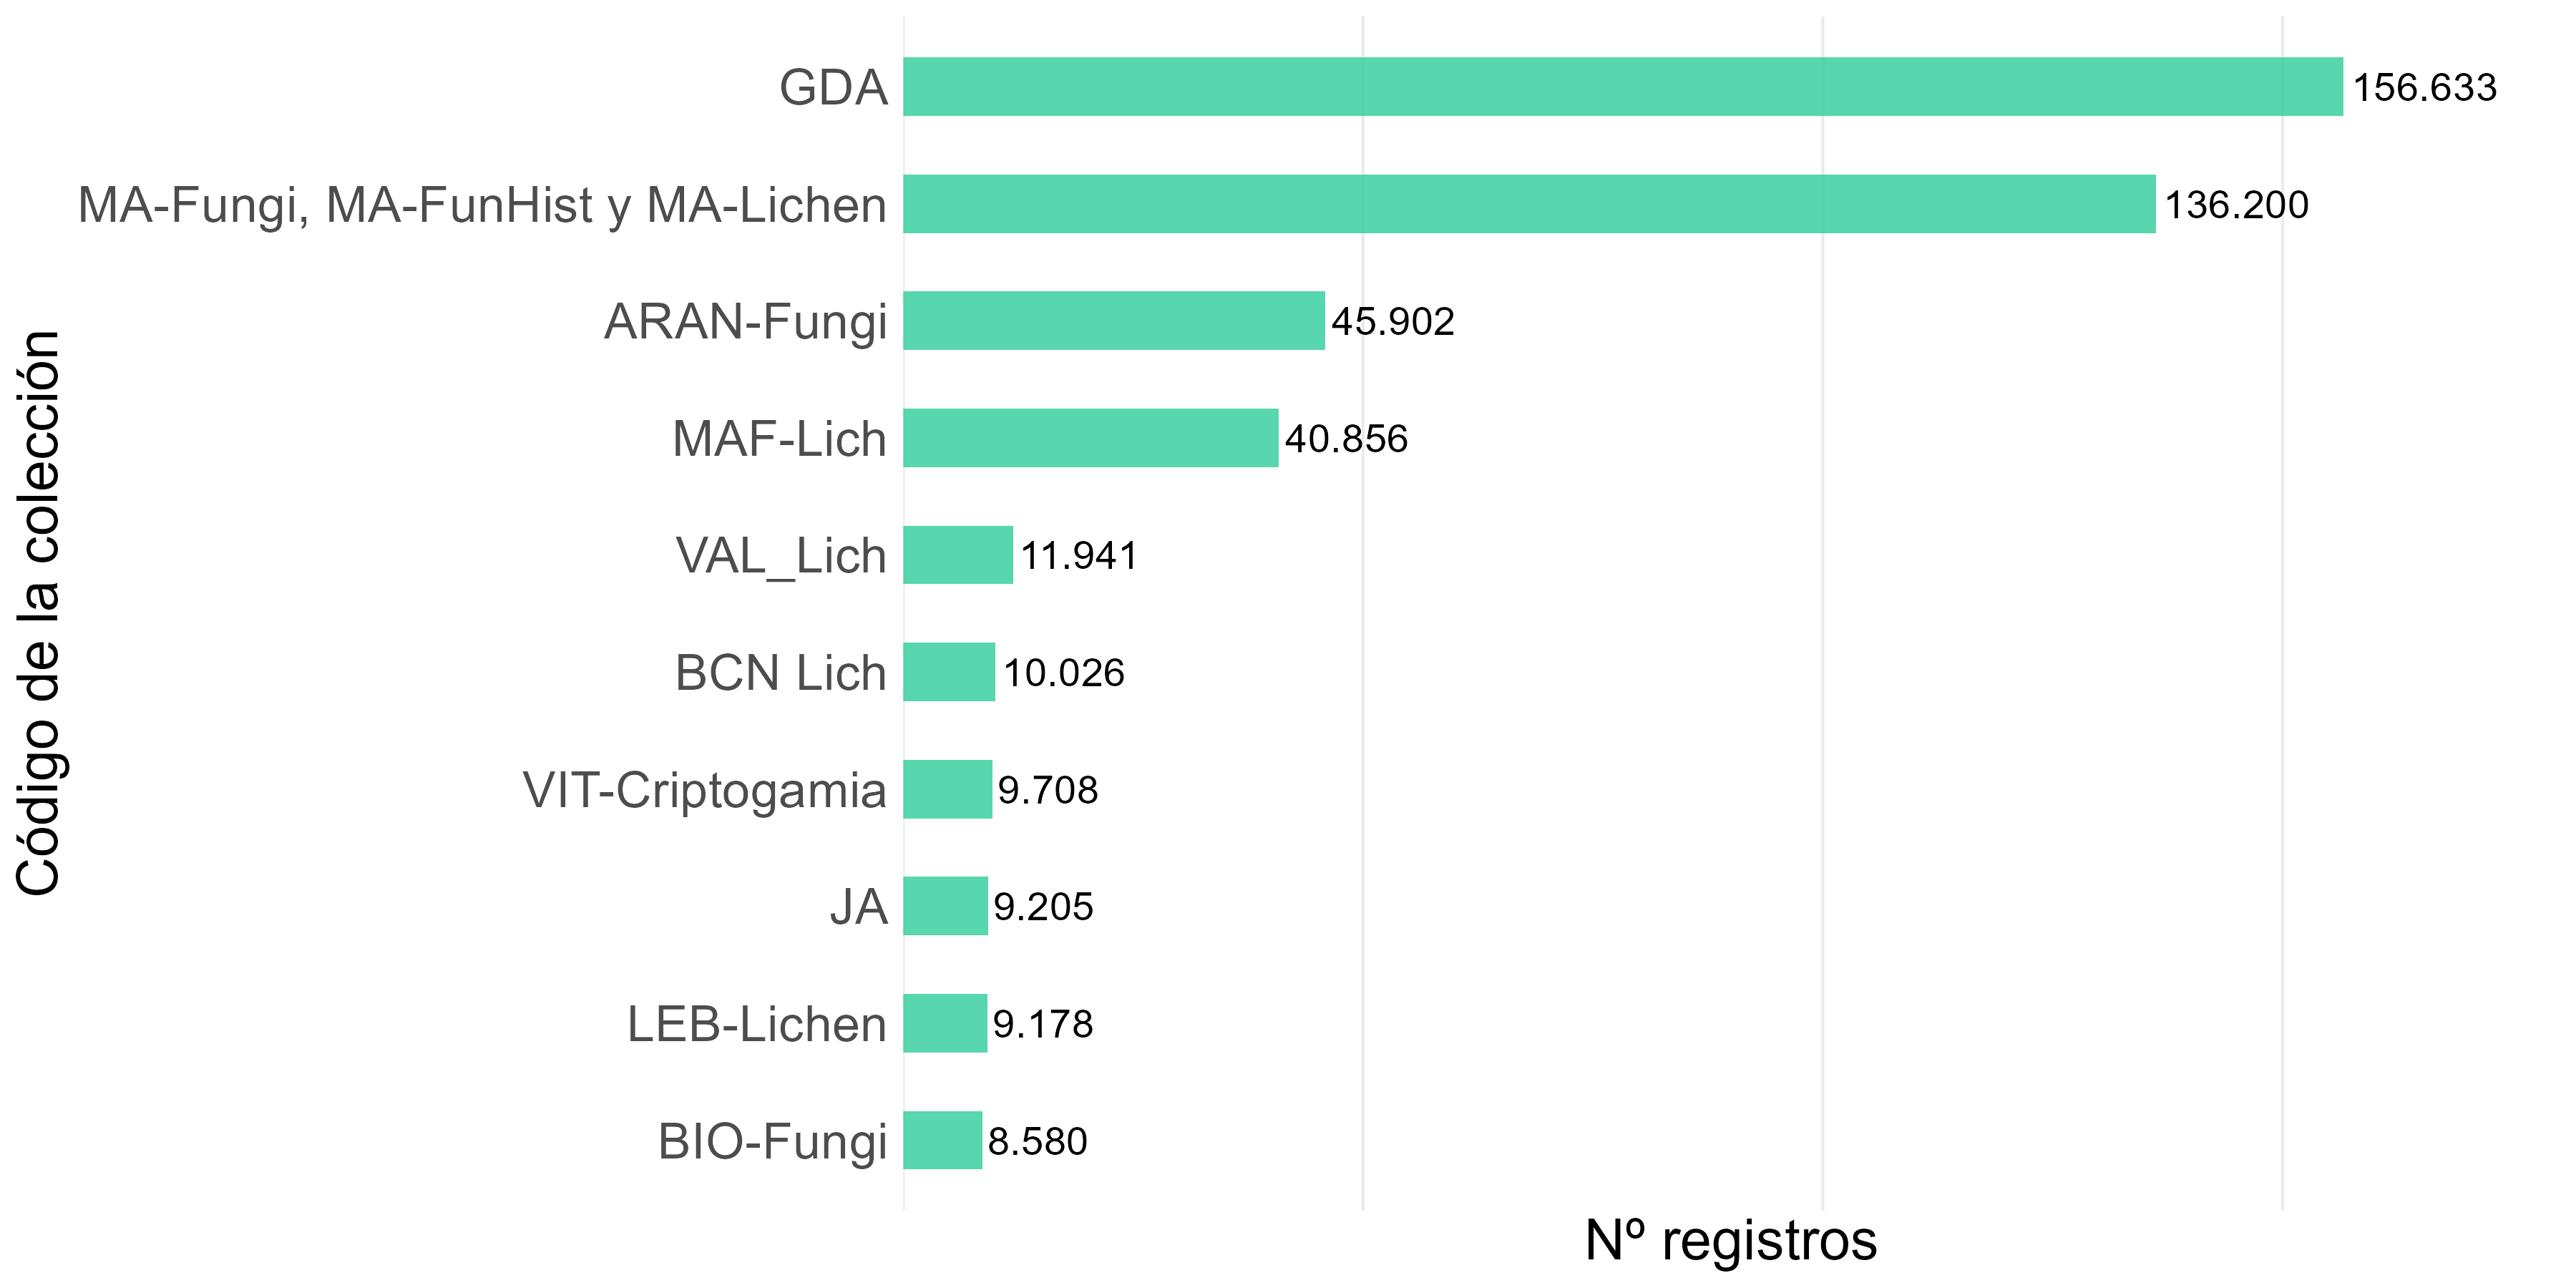 Código de la colección
GDA 156.633
MA-Fungi, MA-FunHist y MA-Lichen 136.200
ARAN-Fungi 45.902
MAF-Lich 40.856
VAL_Lich 11.941
BCN Lich 10.026
VIT-Criptogamia 9.708
JA 9.205
LEB-Lichen 9.178
BIO-Fungi 8.580
Nº registros